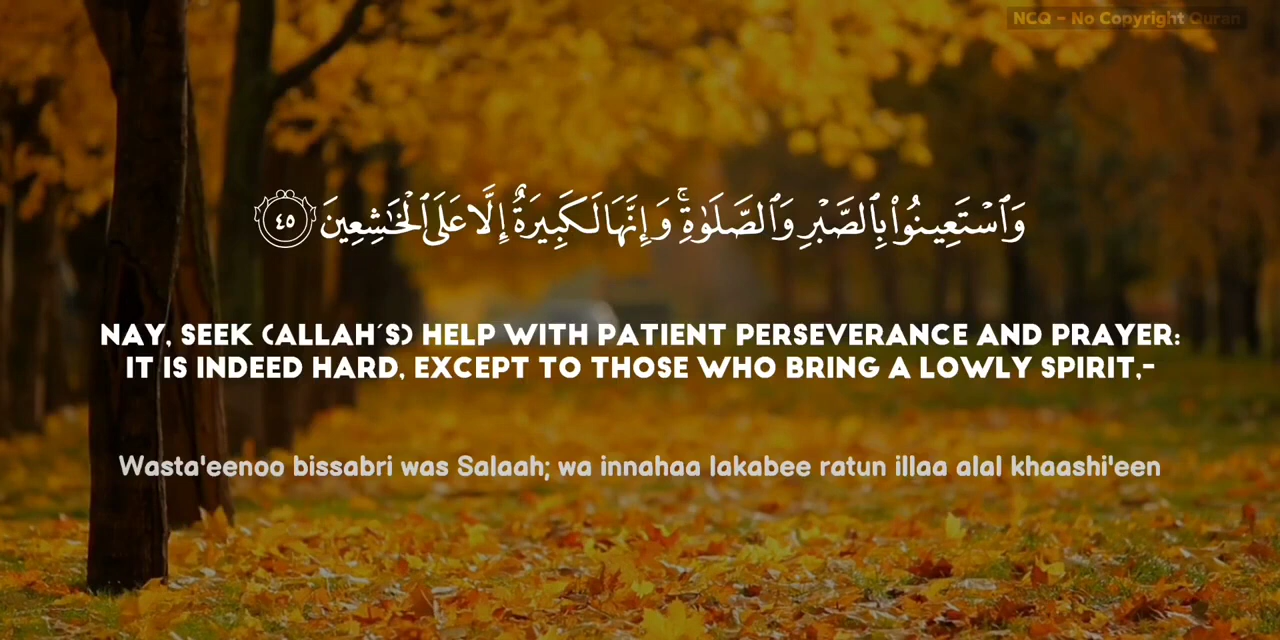 NCQ - No Copyright Quran
وَٱسْتَعِينُوا۟ بِٱلصَّبْرِ وَٱلصَّلَوٰةِ ۚ وَإِنَّهَا لَكَبِيرَةٌ إِلَّا عَلَى ٱلْخَـٰشِعِينَ ٤٥
NAY, SEEK (ALLAH'S) HELP WITH PATIENT PERSEVERANCE AND PRAYER:
IT IS INDEED HARD, EXCEPT TO THOSE WHO BRING A LOWLY SPIRIT,-
Wasta'eenoo bissabri was Salaah; wa innahaa lakabee ratun illaa alal khaashi'een